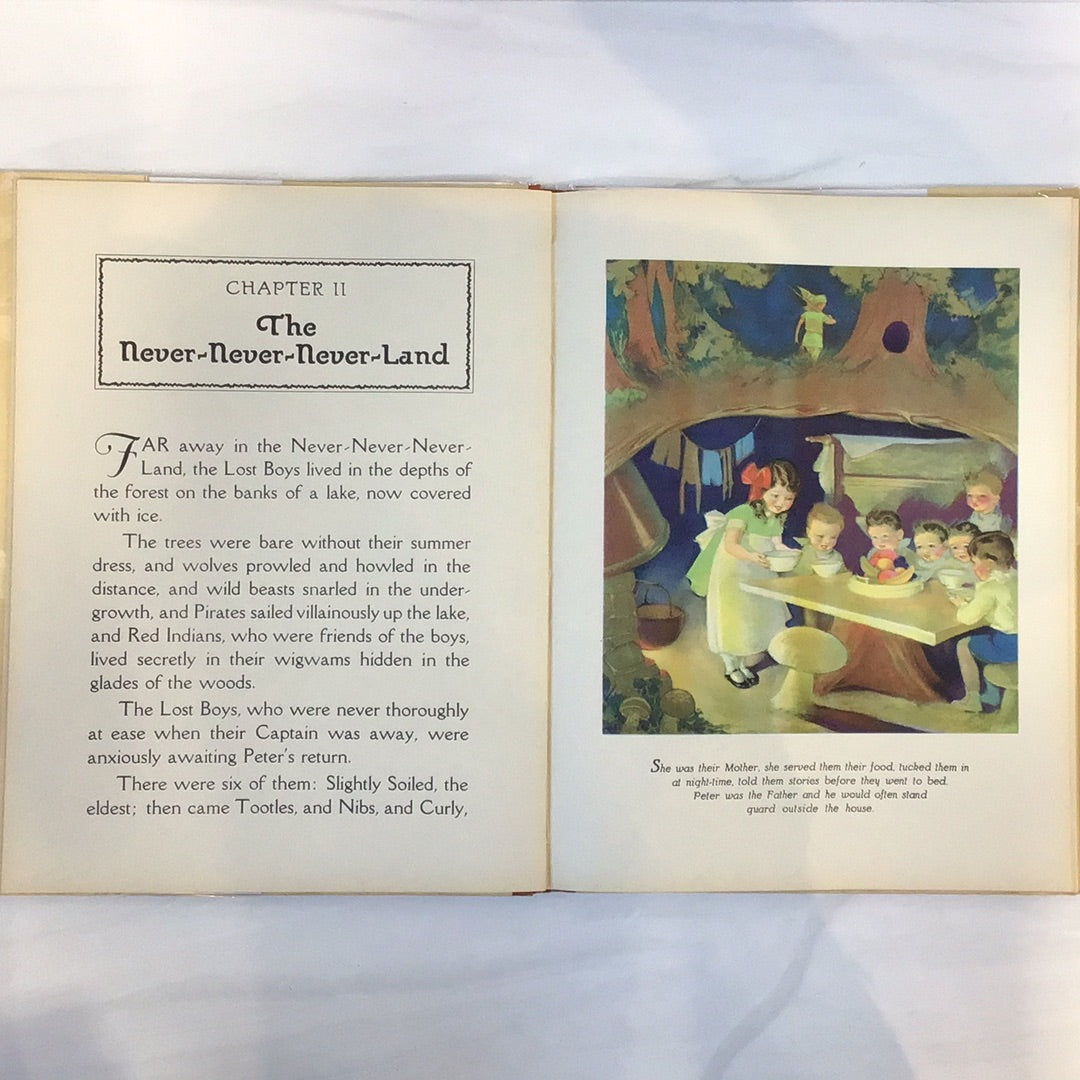 CHAPTER II
The
Never-Never-Never-Land
FAR away in the Never-Never-Never-
Land, the Lost Boys lived in the depths of
the forest on the banks of a lake, now covered
with ice.
The trees were bare without their summer
dress, and wolves prowled and howled in the
distance, and wild beasts snarled in the under-
growth, and Pirates sailed villainously up the lake,
and Red Indians, who were friends of the boys,
lived secretly in their wigwams hidden in the
glades of the woods.
The Lost Boys, who were never thoroughly
at ease when their Captain was away, were
anxiously awaiting Peter's return.
There were six of them: Slightly Soiled, the
eldest; then came Tootles, and Nibs, and Curly,
She was their Mother, she served them their food, tucked them in
at night-time, told them stories before they went to bed.
Peter was the Father and he would often stand
guard outside the house.